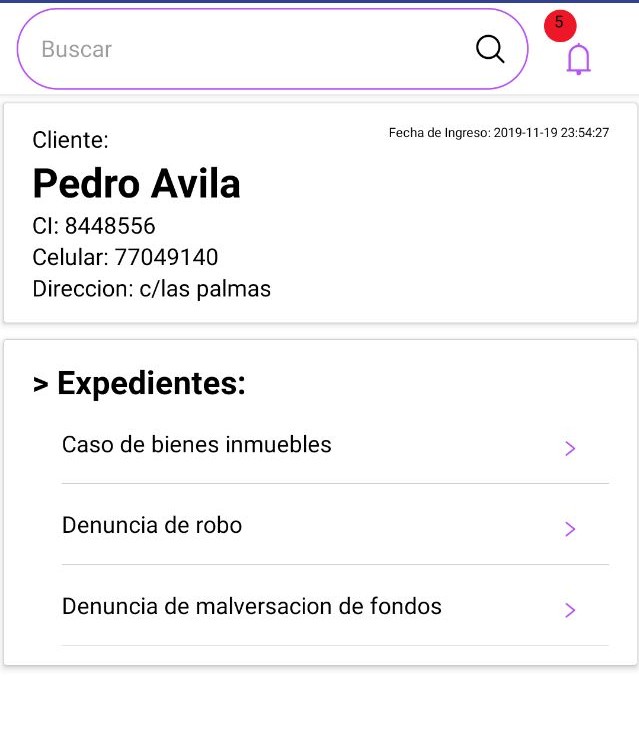 Buscar
5
Cliente:
Fecha de Ingreso: 2019-11-19 23:54:27
Pedro Avila
CI: 8448556
Celular: 77049140
Direccion: c/las palmas
> Expedientes:
Caso de bienes inmuebles
Denuncia de robo
Denuncia de malversacion de fondos